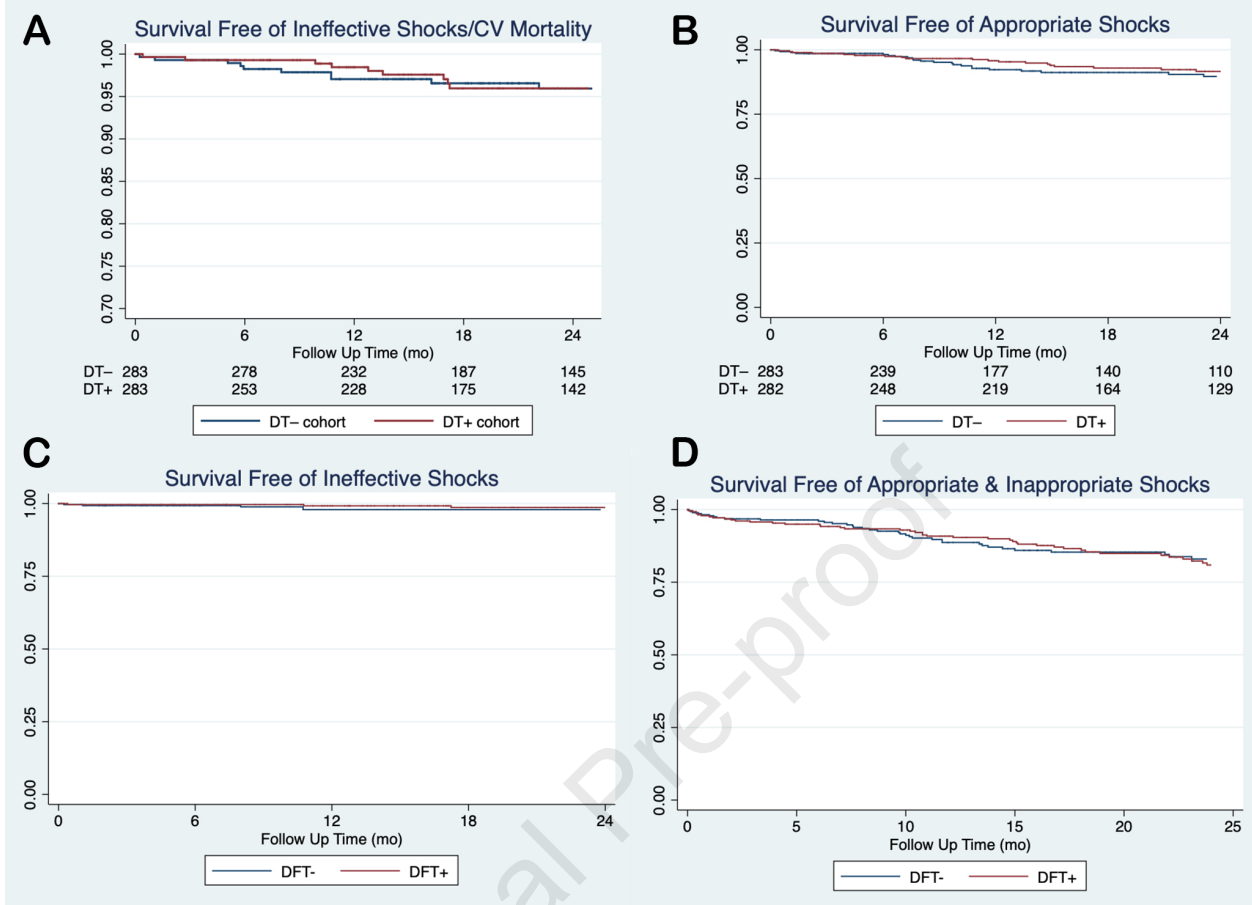 A
Survival Free of Ineffective Shocks/CV Mortality
1.00
0.95
0.90
0.85
0.80
0.75
0.70
0 6 12 18 24
Follow Up Time (mo)
DT– 283 278 232 187 145
DT+ 283 253 228 175 142
DT– cohort DT+ cohort
B
Survival Free of Appropriate Shocks
1.00
0.75
0.50
0.25
0.00
0 6 12 18 24
Follow Up Time (mo)
DT– 283 239 177 140 110
DT+ 282 248 219 164 129
DT– DT+
C
Survival Free of Ineffective Shocks
1.00
0.75
0.50
0.25
0.00
0 6 12 18 24
Follow Up Time (mo)
DFT- DFT+
D
Survival Free of Appropriate & Inappropriate Shocks
1.00
0.75
0.50
0.25
0.00
0 5 10 15 20 25
Follow Up Time (mo)
DFT- DFT+
al Pre-proof